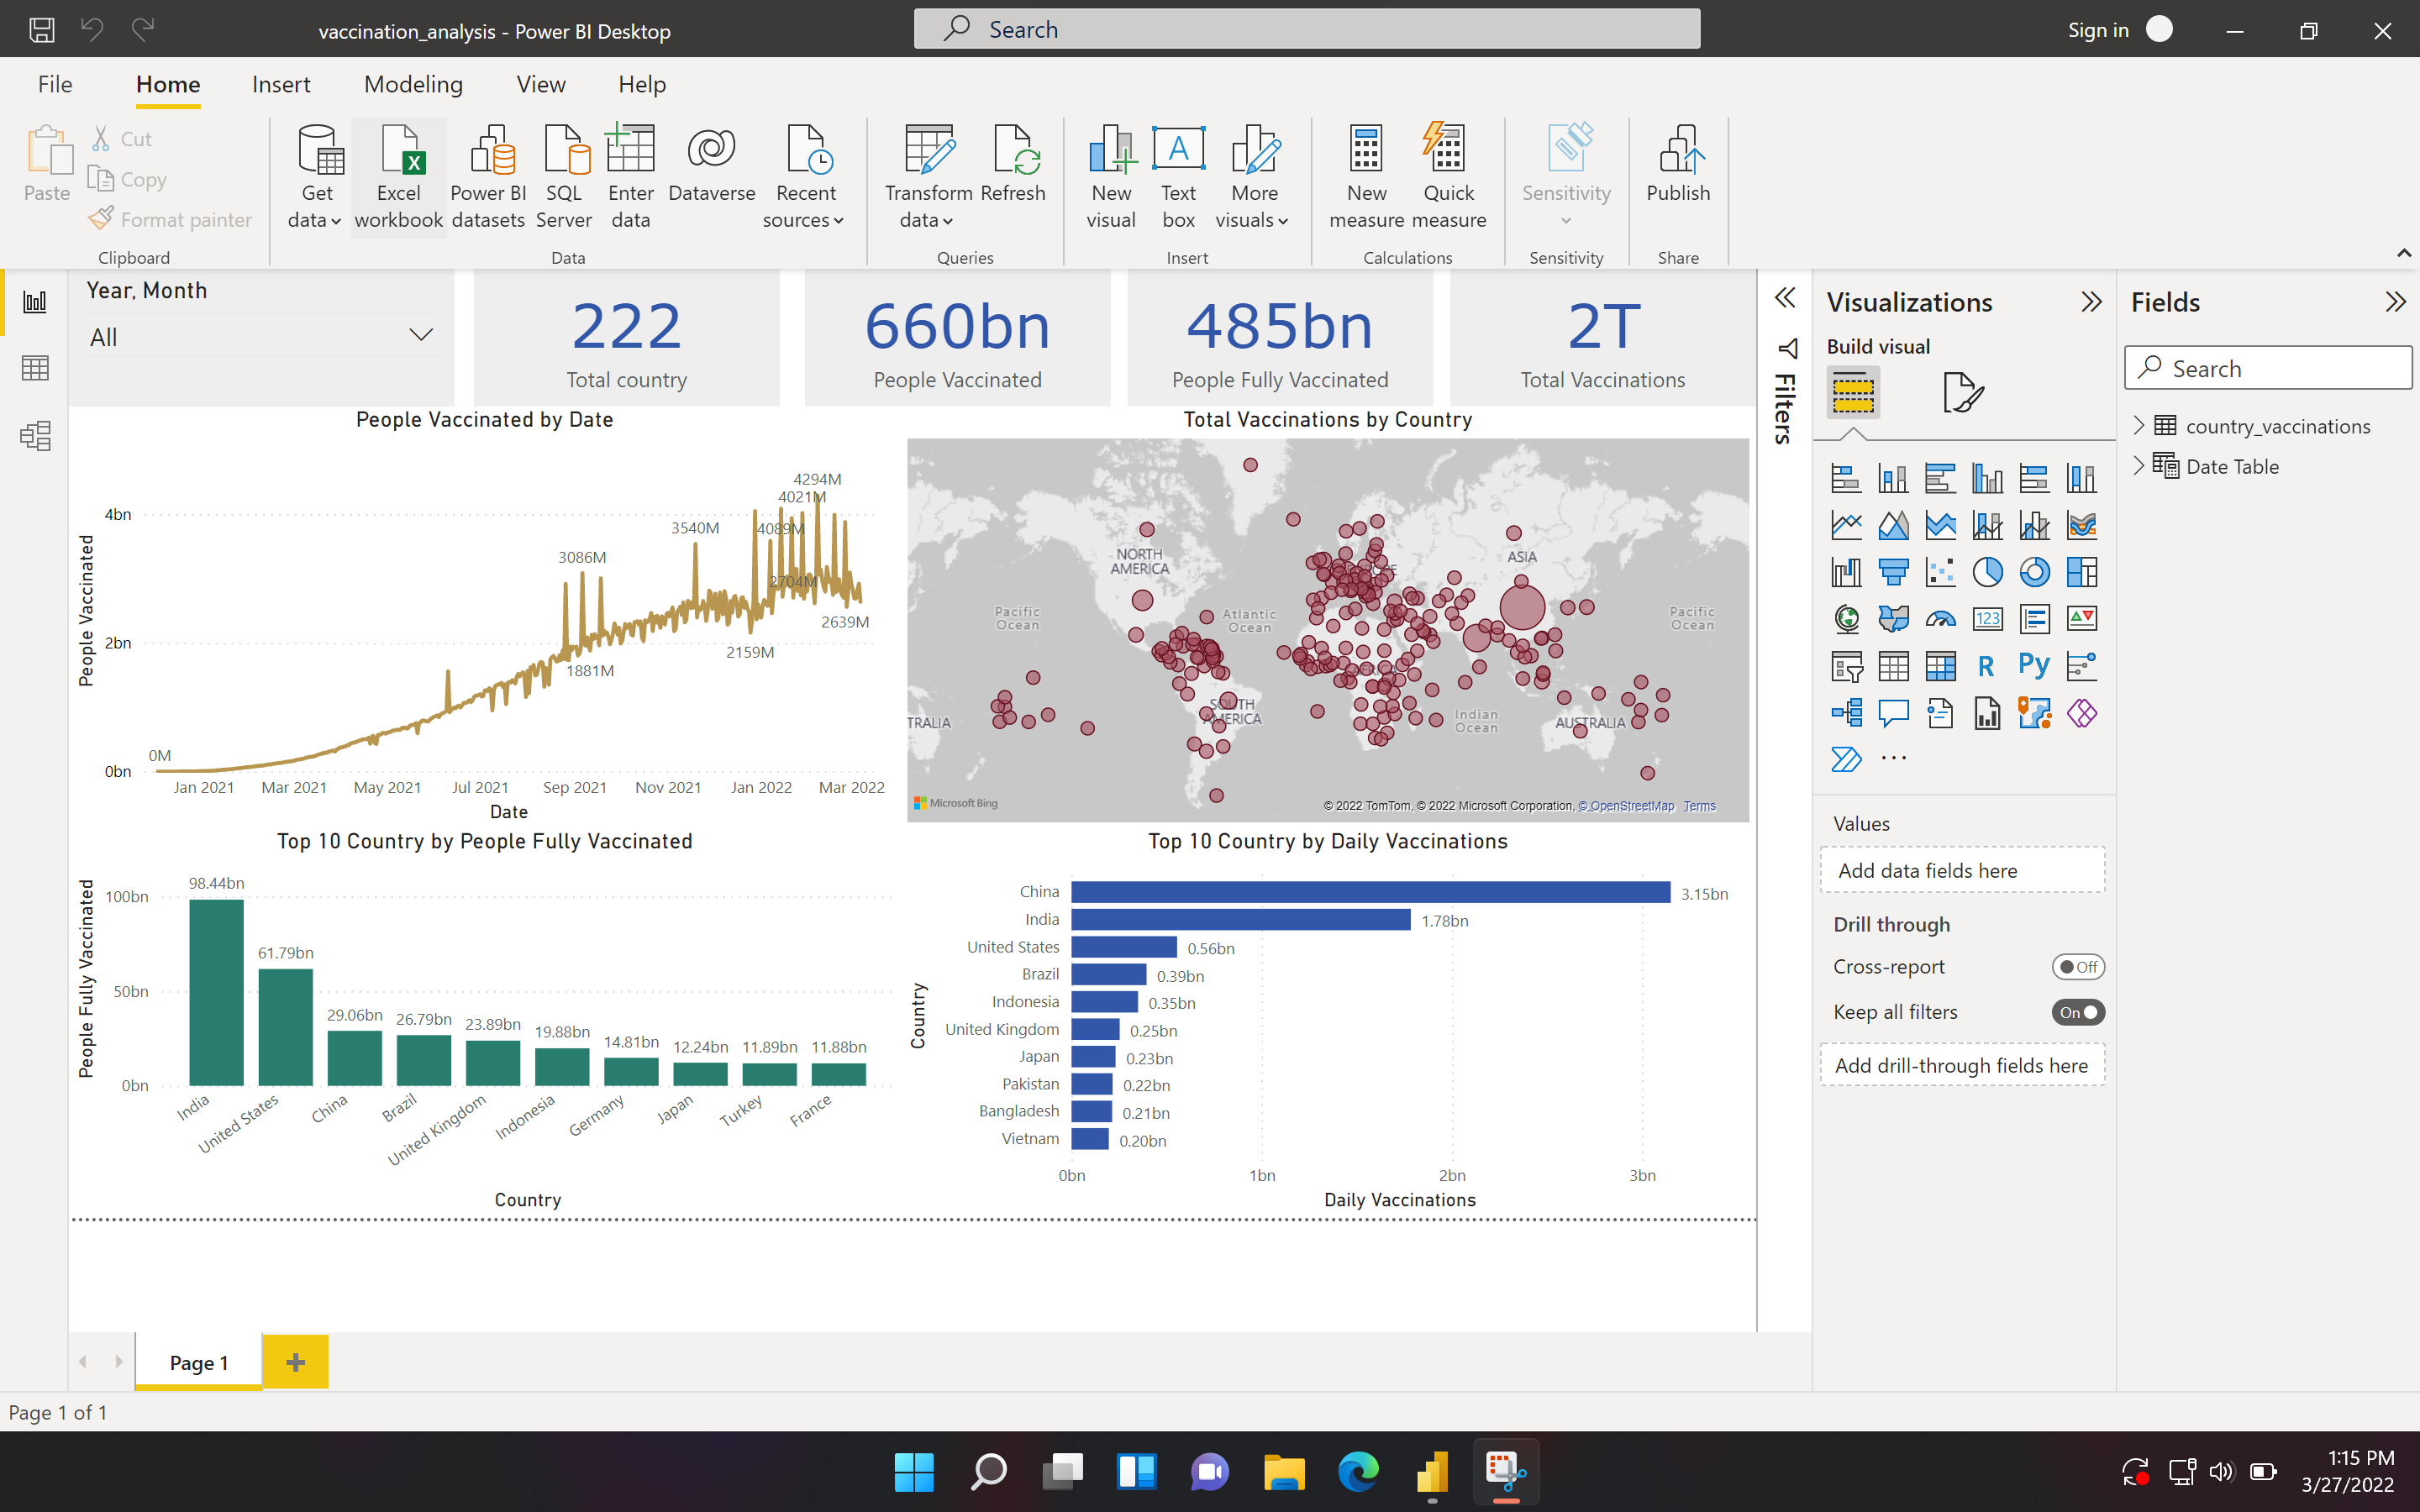 vaccination_analysis - Power BI Desktop
Search
Sign in
File
Home
Insert
Modeling
View
Help
Paste
Cut
Copy
Format painter
Clipboard
Get data
Excel workbook
Power BI datasets
SQL Server
Enter data
Dataverse
Recent sources
Data
Transform data
Refresh
Queries
New visual
Text box
More visuals
Insert
New measure
Quick measure
Calculations
Sensitivity
Sensitivity
Publish
Share
Year, Month
All
222
Total country
660bn
People Vaccinated
485bn
People Fully Vaccinated
2T
Total Vaccinations
People Vaccinated by Date
People Vaccinated
4bn
2bn
0bn
0M
3086M
1881M
3540M
2159M
4089M
2704M
4021M
4294M
2639M
Jan 2021
Mar 2021
May 2021
Jul 2021
Sep 2021
Nov 2021
Jan 2022
Mar 2022
Date
Total Vaccinations by Country
NORTH AMERICA
ASIA
Pacific Ocean
Atlantic Ocean
Pacific Ocean
SOUTH AMERICA
Indian Ocean
AUSTRALIA
TRALIA
Microsoft Bing
© 2022 TomTom, © 2022 Microsoft Corporation, © OpenStreetMap Terms
Top 10 Country by People Fully Vaccinated
People Fully Vaccinated
100bn
50bn
0bn
98.44bn
61.79bn
29.06bn
26.79bn
23.89bn
19.88bn
14.81bn
12.24bn
11.89bn
11.88bn
India
United States
China
Brazil
United Kingdom
Indonesia
Germany
Japan
Turkey
France
Country
Top 10 Country by Daily Vaccinations
Country
China 3.15bn
India 1.78bn
United States 0.56bn
Brazil 0.39bn
Indonesia 0.35bn
United Kingdom 0.25bn
Japan 0.23bn
Pakistan 0.22bn
Bangladesh 0.21bn
Vietnam 0.20bn
0bn
1bn
2bn
3bn
Daily Vaccinations
Filters
Visualizations
Build visual
123
R
Py
Values
Add data fields here
Drill through
Cross-report
Off
Keep all filters
On
Add drill-through fields here
Fields
Search
country_vaccinations
Date Table
Page 1
Page 1 of 1
1:15 PM
3/27/2022